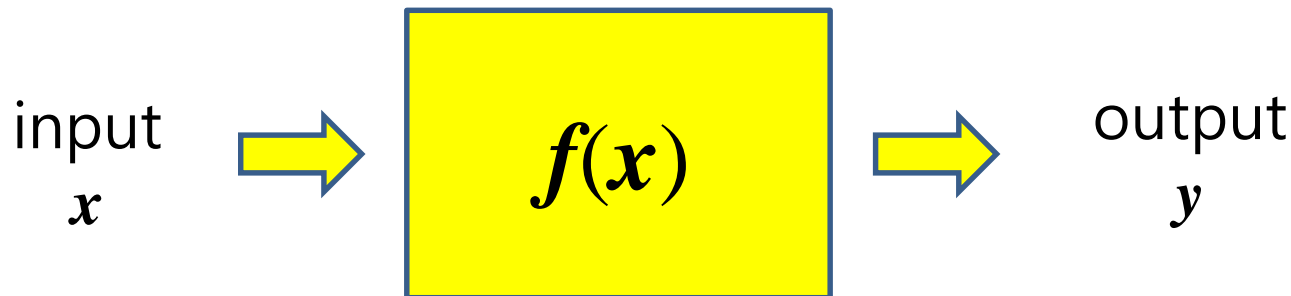 input
x
f(x)
output
y